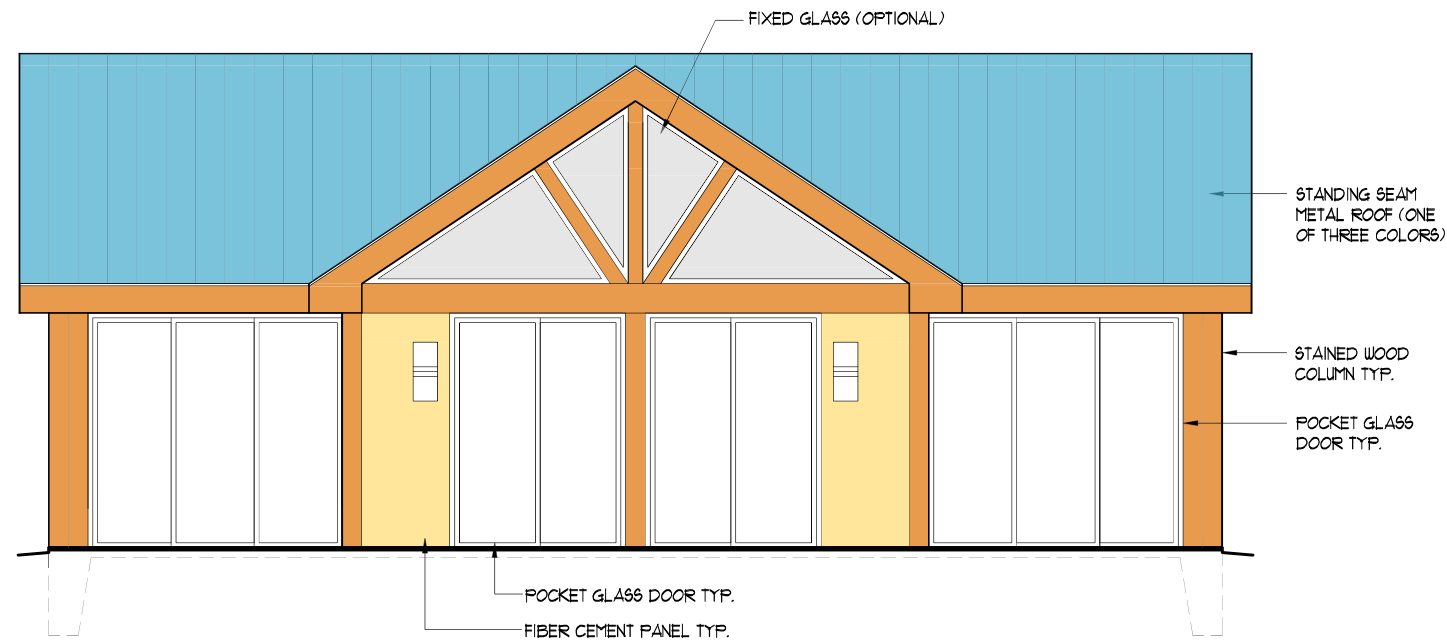 FIXED GLASS (OPTIONAL)
STANDING SEAM
METAL ROOF (ONE
OF THREE COLORS)
STAINED WOOD
COLUMN TYP.
POCKET GLASS
DOOR TYP.
POCKET GLASS DOOR TYP.
FIBER CEMENT PANEL TYP.